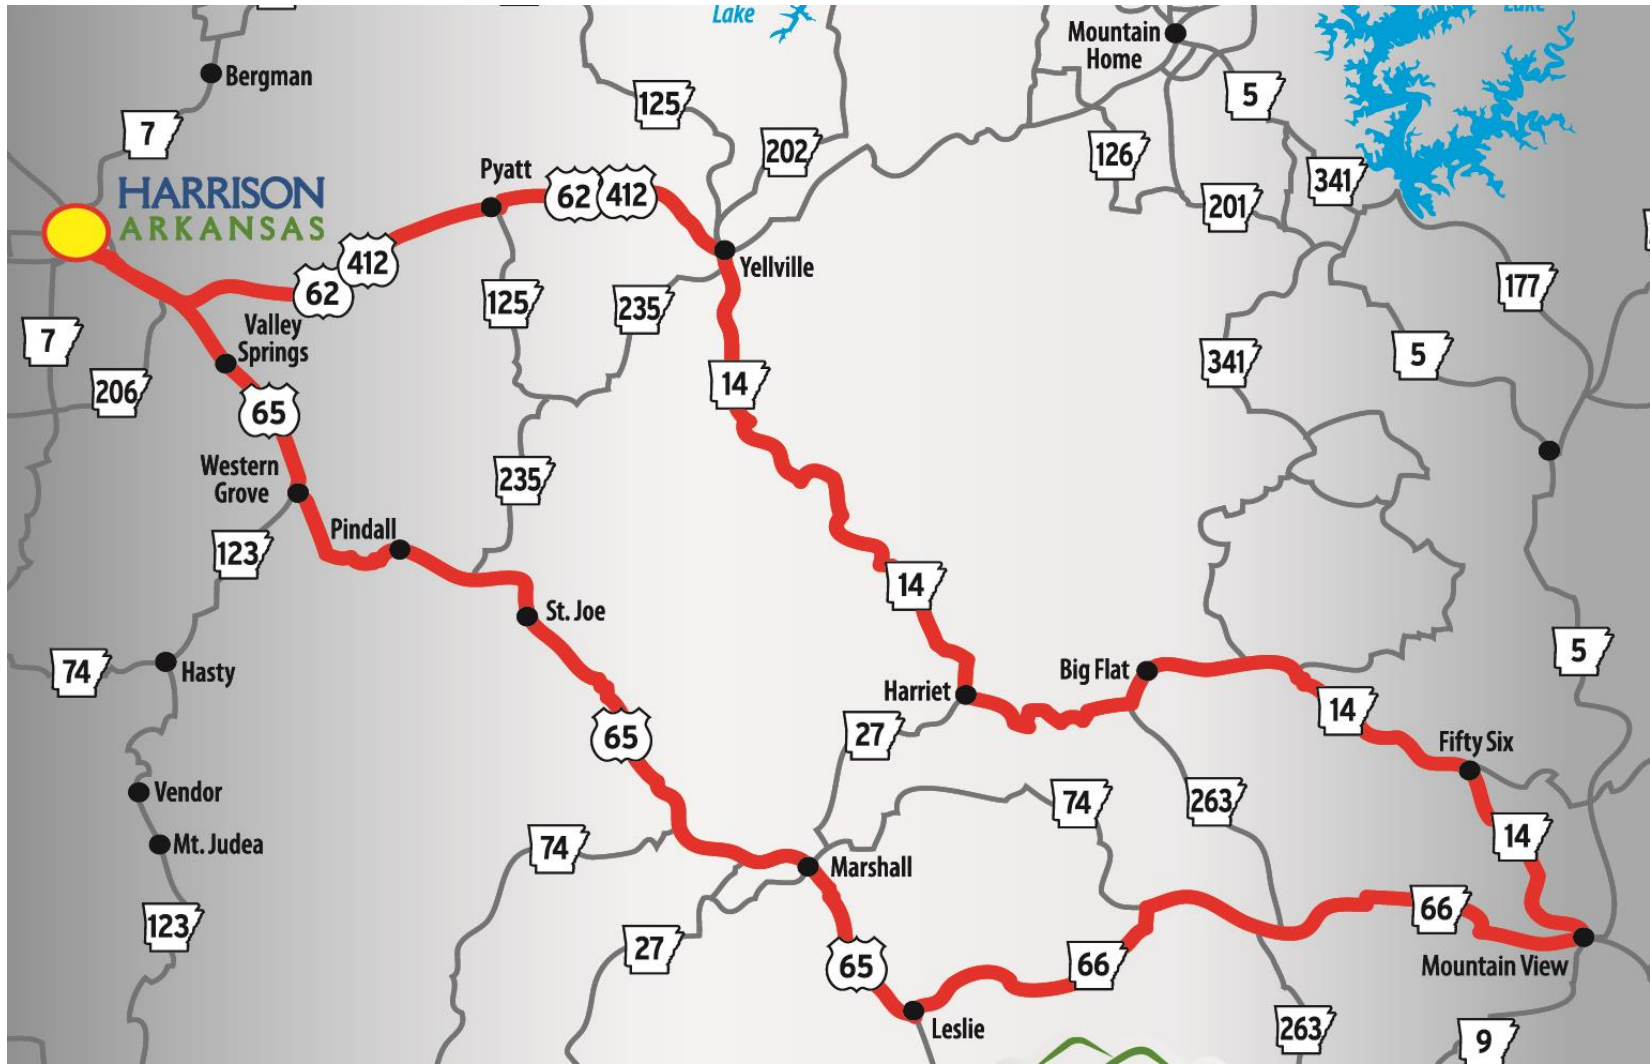 Lake
Lake
Mountain
Home
Bergman
125
5
7
202
126
341
Pyatt
HARRISON
ARKANSAS
62
412
201
412
Yellville
62
125
235
177
7
Valley
Springs
5
341
206
14
65
Western
Grove
235
Pindall
123
14
St. Joe
5
74
Hasty
Big Flat
Harriet
14
65
27
Fifty Six
Vendor
74
263
Mt. Judea
74
14
Marshall
66
123
27
65
66
Mountain View
Leslie
263
9